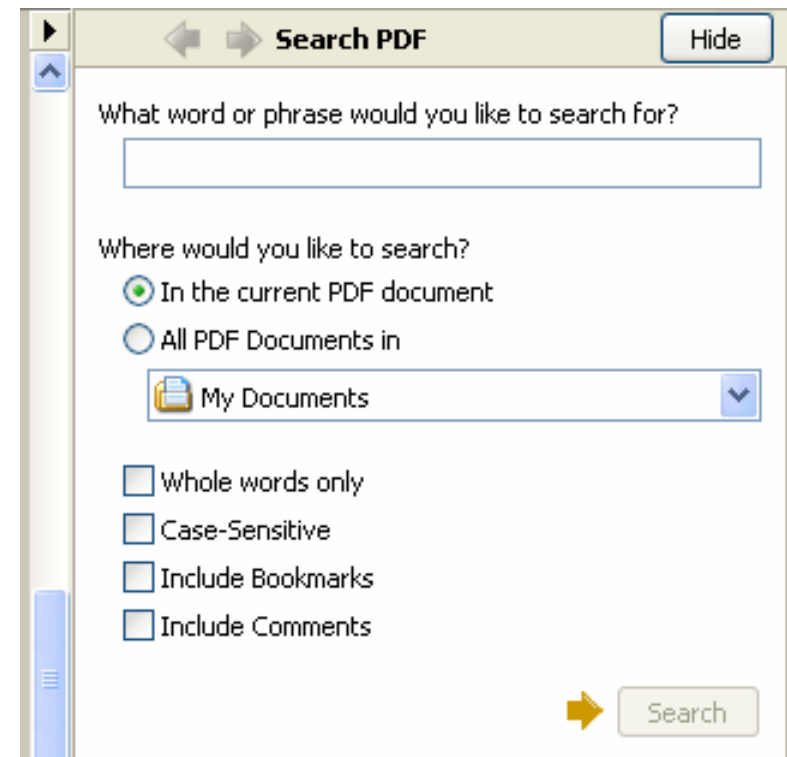 Search PDF
Hide
What word or phrase would you like to search for?
Where would you like to search?
In the current PDF document
All PDF Documents in
My Documents
Whole words only
Case-Sensitive
Include Bookmarks
Include Comments
Search